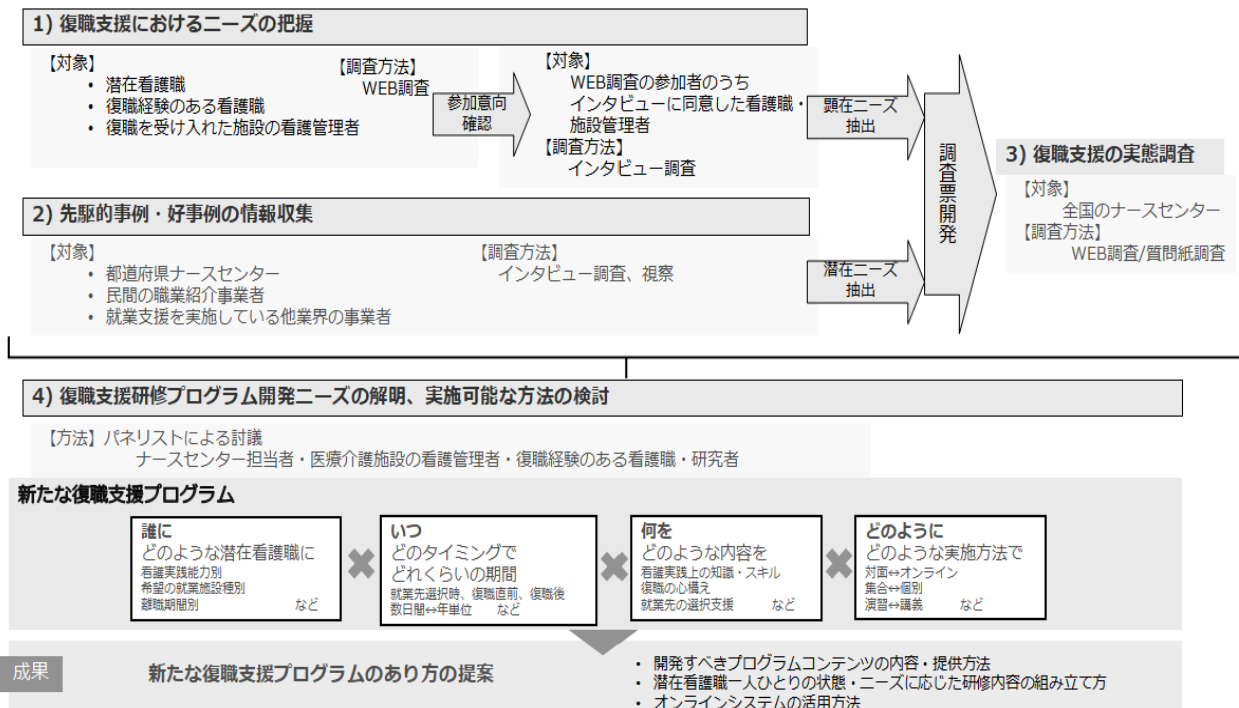 1) 復職支援におけるニーズの把握
【対象】
• 潜在看護職
• 復職経験のある看護職
• 復職を受け入れた施設の看護管理者
【調査方法】
WEB調査
参加意向
確認
【対象】
WEB調査の参加者のうち
インタビューに同意した看護職・
施設管理者
【調査方法】
インタビュー調査
顕在ニーズ
抽出
2) 先駆的事例・好事例の情報収集
【対象】
• 都道府県ナースセンター
• 民間の職業紹介事業者
• 就業支援を実施している他業界の事業者
【調査方法】
インタビュー調査、視察
潜在ニーズ
抽出
調査票開発
3) 復職支援の実態調査
【対象】
全国のナースセンター
【調査方法】
WEB調査/質問紙調査
4) 復職支援研修プログラム開発ニーズの解明、実施可能な方法の検討
【方法】パネリストによる討議
ナースセンター担当者・医療介護施設の看護管理者・復職経験のある看護職・研究者
新たな復職支援プログラム
誰に
どのような潜在看護職に
看護実践能力別
希望の就業施設種別
離職期間別 など
いつ
どのタイミングで
どれくらいの期間
就業先選択時、復職直前、復職後
数日間⇔年単位 など
何を
どのような内容を
看護実践上の知識・スキル
復職の心構え
就業先の選択支援 など
どのように
どのような実施方法で
対面⇔オンライン
集合⇔個別
演習⇔講義 など
成果
新たな復職支援プログラムのあり方の提案
• 開発すべきプログラムコンテンツの内容・提供方法
• 潜在看護職一人ひとりの状態・ニーズに応じた研修内容の組み立て方
• オンラインシステムの活用方法